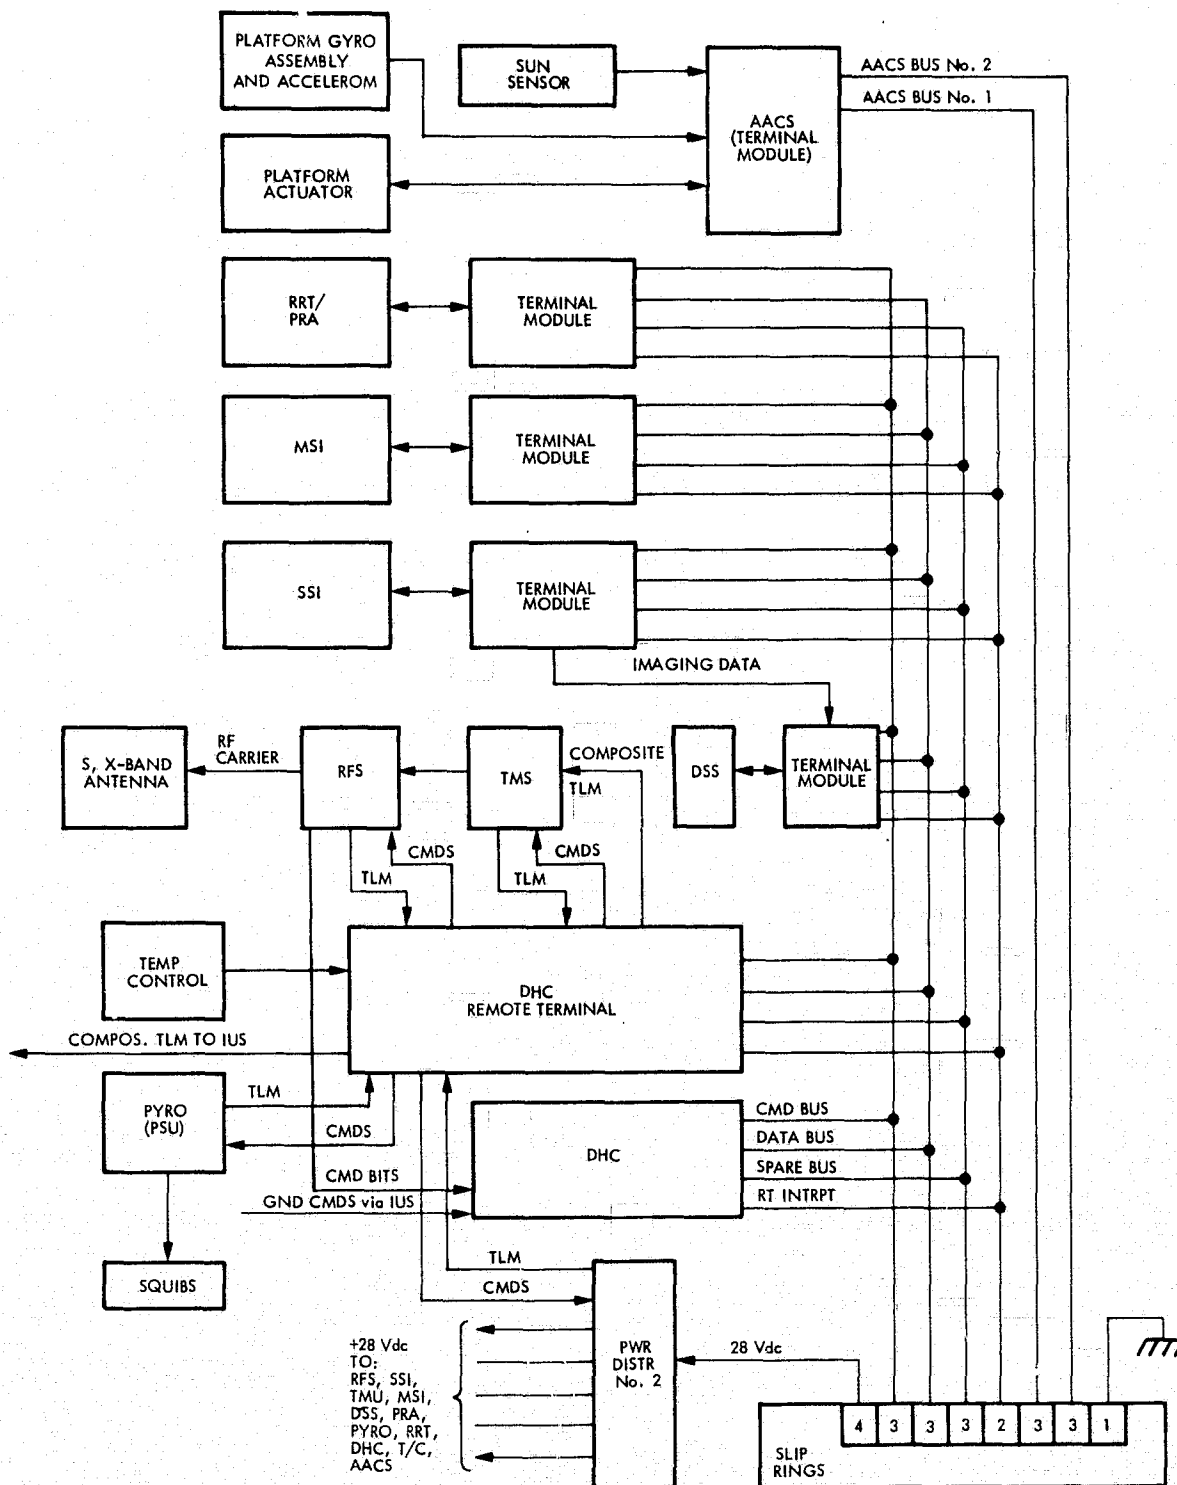 PLATFORM GYRO
ASSEMBLY
AND ACCELEROM
SUN
SENSOR
AACS
(TERMINAL
MODULE)
AACS BUS No. 2
AACS BUS No. 1
PLATFORM
ACTUATOR
RRT/
PRA
TERMINAL
MODULE
MSI
TERMINAL
MODULE
SSI
TERMINAL
MODULE
IMAGING DATA
S, X-BAND
ANTENNA
RF
CARRIER
RFS
TMS
COMPOSITE
TLM
DSS
TERMINAL
MODULE
CMDS
TLM
CMDS
TLM
TEMP
CONTROL
DHC
REMOTE TERMINAL
COMPOS. TLM TO IUS
PYRO
(PSU)
TLM
CMDS
CMD BITS
GND CMDS via IUS
DHC
CMD BUS
DATA BUS
SPARE BUS
RT INTRPT
SQUIBS
TLM
CMDS
+28 Vdc
TO:
RFS, SSI,
TMU, MSI,
DSS, PRA,
PYRO, RRT,
DHC, T/C,
AACS
PWR
DISTR
No. 2
28 Vdc
4 3 3 3 2 3 3 1
SLIP
RINGS